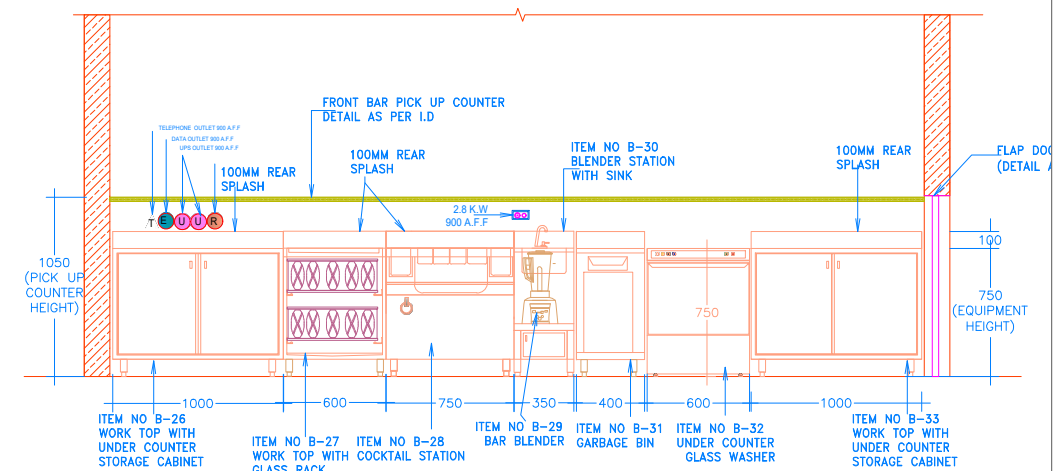 FRONT BAR PICK UP COUNTER
DETAIL AS PER I.D
TELEPHONE OUTLET 900 A.F.F
DATA OUTLET 900 A.F.F
UPS OUTLET 900 A.F.F
100MM REAR
SPLASH
100MM REAR
SPLASH
ITEM NO B-30
BLENDER STATION
WITH SINK
100MM REAR
SPLASH
FLAP DOO
(DETAIL A
T E U U R
2.8 K.W
900 A.F.F
1050
(PICK UP
COUNTER
HEIGHT)
100
750
(EQUIPMENT
HEIGHT)
750
1000
600
750
350
400
600
1000
ITEM NO B-26
WORK TOP WITH
UNDER COUNTER
STORAGE CABINET
ITEM NO B-27
WORK TOP WITH
GLASS RACK
ITEM NO B-28
COCKTAIL STATION
ITEM NO B-29
BAR BLENDER
ITEM NO B-31
GARBAGE BIN
ITEM NO B-32
UNDER COUNTER
GLASS WASHER
ITEM NO B-33
WORK TOP WITH
UNDER COUNTER
STORAGE CABINET